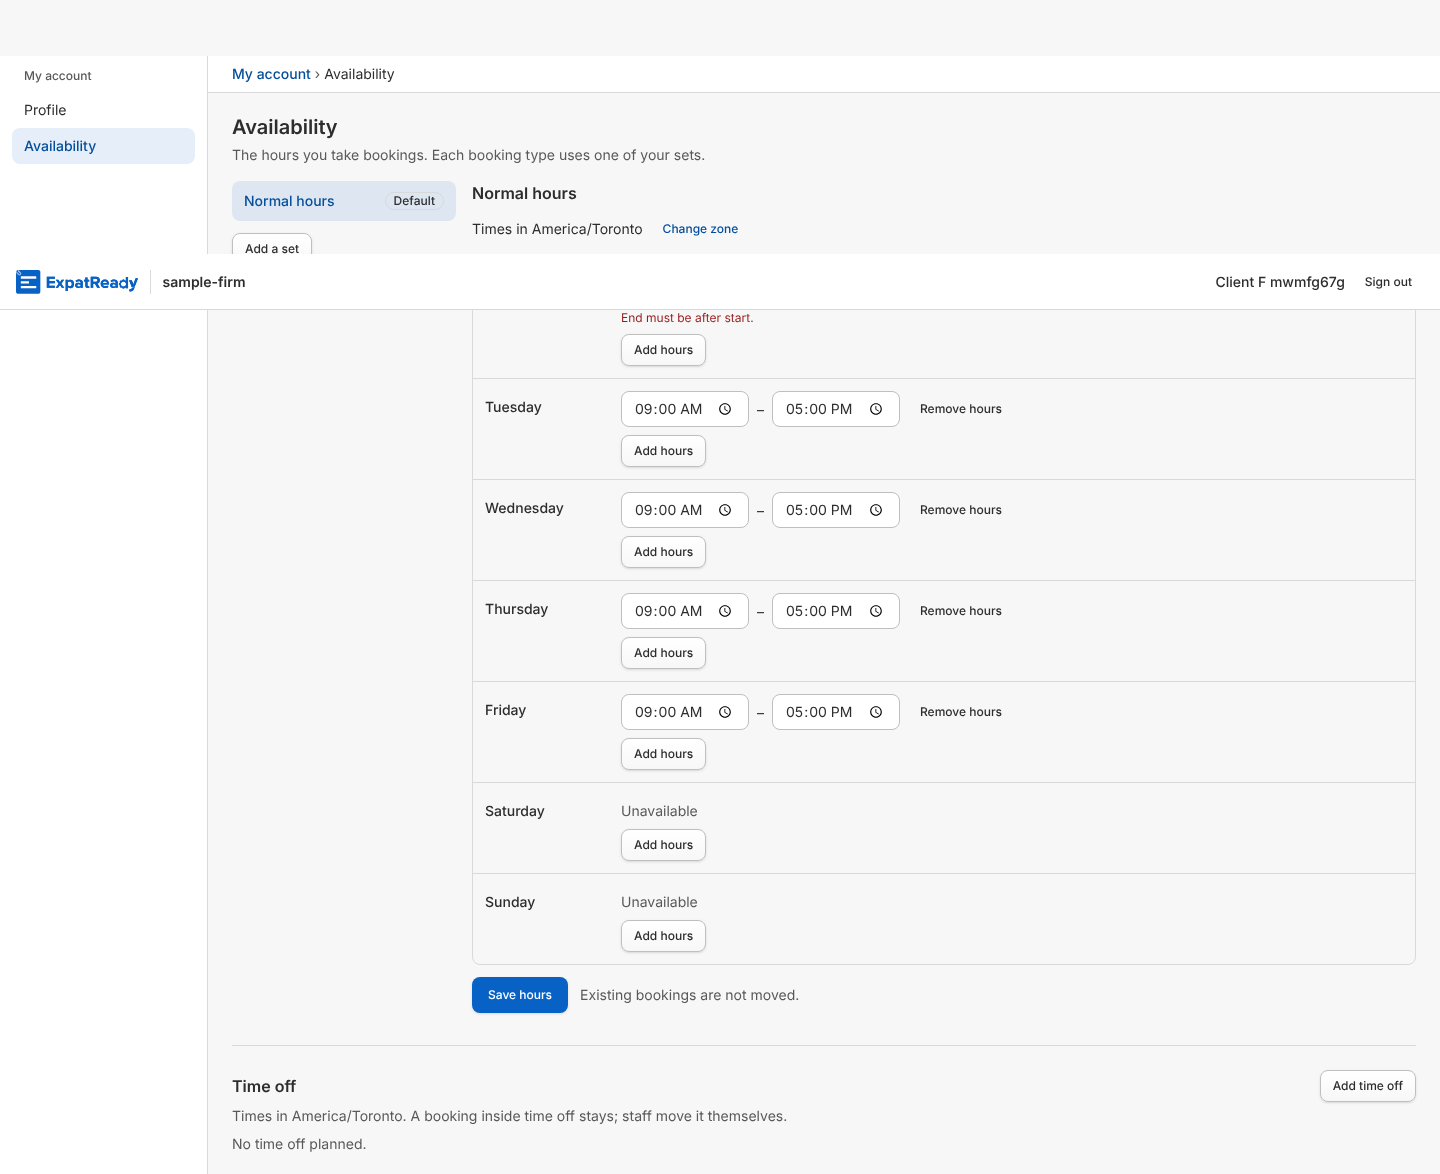 My account
Profile
Availability
My account › Availability
Availability
The hours you take bookings. Each booking type uses one of your sets.
Normal hours Default
Add a set
Normal hours
Times in America/Toronto Change zone
ExpatReady sample-firm Client F mwmfg67g Sign out
End must be after start.
Add hours
Tuesday 09:00 AM – 05:00 PM Remove hours
Add hours
Wednesday 09:00 AM – 05:00 PM Remove hours
Add hours
Thursday 09:00 AM – 05:00 PM Remove hours
Add hours
Friday 09:00 AM – 05:00 PM Remove hours
Add hours
Saturday Unavailable
Add hours
Sunday Unavailable
Add hours
Save hours Existing bookings are not moved.
Time off Add time off
Times in America/Toronto. A booking inside time off stays; staff move it themselves.
No time off planned.